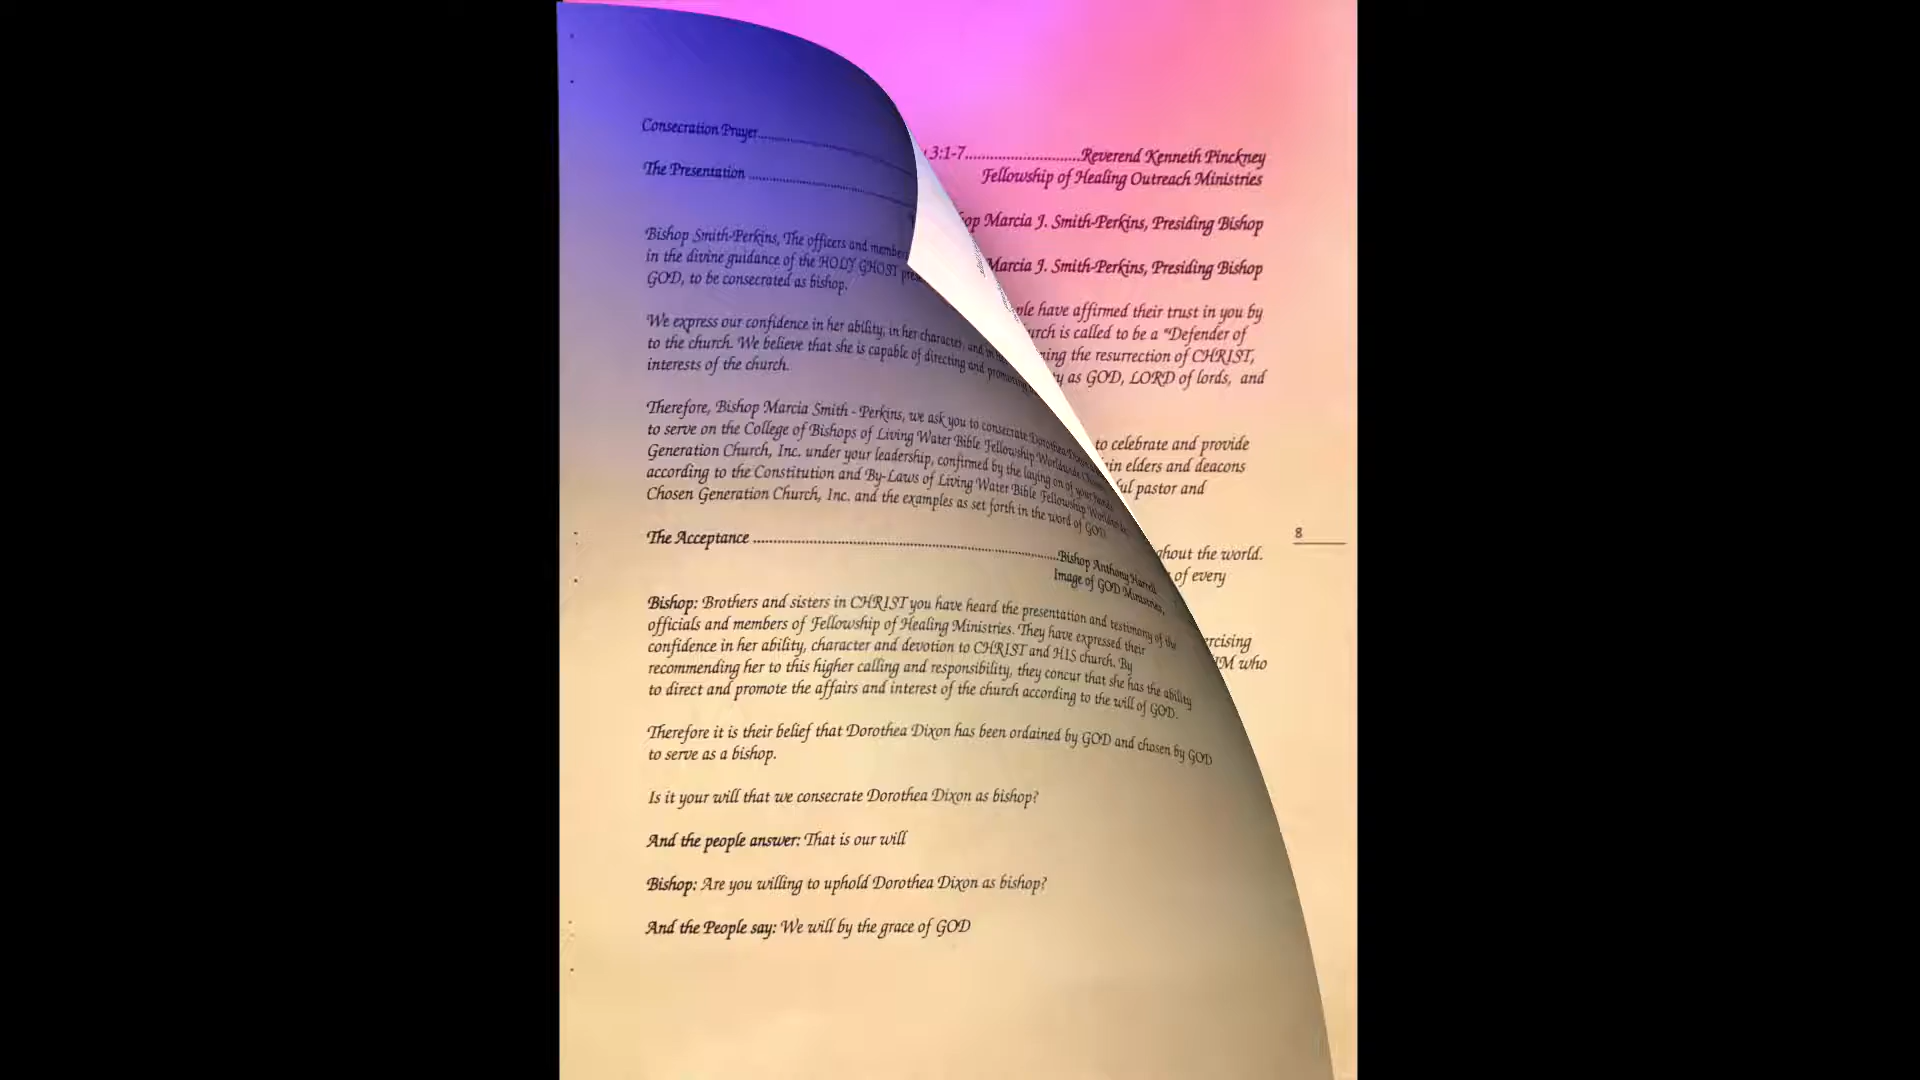 Consecration Prayer
The Presentation
Bishop Smith-Perkins, The officers and members
in the divine guidance of the HOLY GHOST
GOD, to be consecrated as bishop.
We express our confidence in her ability, in her character, and in
to the church. We believe that she is capable of directing and promoting
interests of the church.
Therefore, Bishop Marcia Smith - Perkins, we ask you to consecrate Dorothea Dixon
to serve on the College of Bishops of Living Water Bible Fellowship Worldwide
Generation Church, Inc. under your leadership, confirmed by the laying on of your hands
according to the Constitution and By-Laws of Living Water Bible Fellowship Worldwide
Chosen Generation Church, Inc. and the examples as set forth in the word of GOD.
The Acceptance ........Bishop Anthony Harrell
Image of GOD Ministries,
Bishop: Brothers and sisters in CHRIST you have heard the presentation and testimony of the
officials and members of Fellowship of Healing Ministries. They have expressed their
confidence in her ability, character and devotion to CHRIST and HIS church. By
recommending her to this higher calling and responsibility, they concur that she has the ability
to direct and promote the affairs and interest of the church according to the will of GOD.
Therefore it is their belief that Dorothea Dixon has been ordained by GOD and chosen by GOD
to serve as a bishop.
Is it your will that we consecrate Dorothea Dixon as bishop?
And the people answer: That is our will
Bishop: Are you willing to uphold Dorothea Dixon as bishop?
And the People say: We will by the grace of GOD
3:1-7........Reverend Kenneth Pinckney
Fellowship of Healing Outreach Ministries
Marcia J. Smith-Perkins, Presiding Bishop
Marcia J. Smith-Perkins, Presiding Bishop
have affirmed their trust in you by
is called to be a "Defender of
the resurrection of CHRIST,
as GOD, LORD of lords, and
to celebrate and provide
elders and deacons
pastor and
8
the world.
of every
who